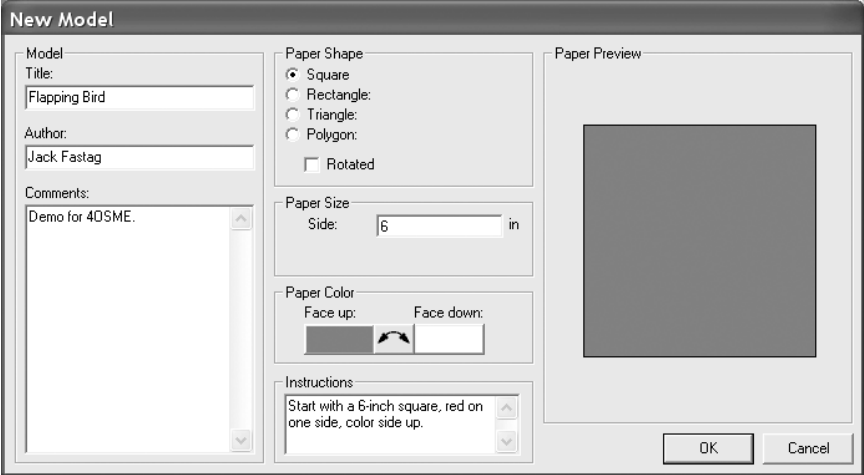 New Model
Model
Title:
Flapping Bird
Author:
Jack Fastag
Comments:
Demo for 4OSME.
Paper Shape
Square
Rectangle:
Triangle:
Polygon:
Rotated
Paper Size
Side:
6
in
Paper Color
Face up:
Face down:
Instructions
Start with a 6-inch square, red on
one side, color side up.
Paper Preview
OK
Cancel